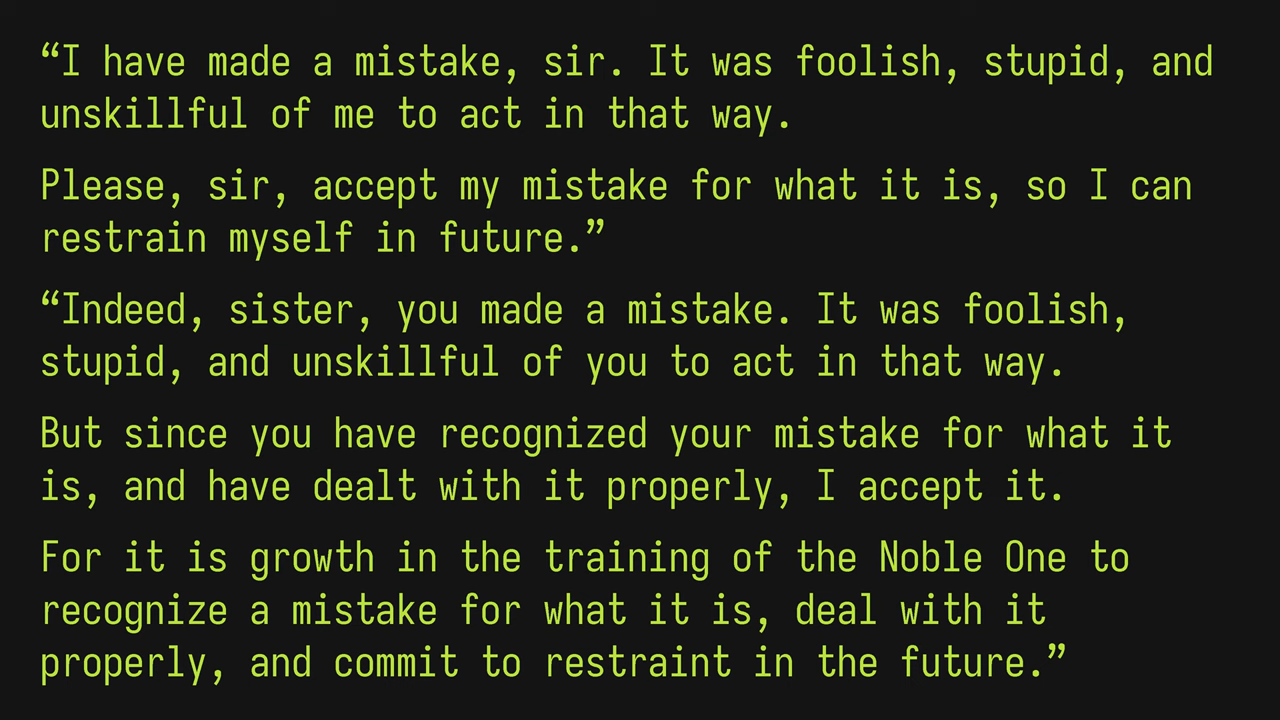 “I have made a mistake, sir. It was foolish, stupid, and
unskillful of me to act in that way.
Please, sir, accept my mistake for what it is, so I can
restrain myself in future.”
“Indeed, sister, you made a mistake. It was foolish,
stupid, and unskillful of you to act in that way.
But since you have recognized your mistake for what it
is, and have dealt with it properly, I accept it.
For it is growth in the training of the Noble One to
recognize a mistake for what it is, deal with it
properly, and commit to restraint in the future.”